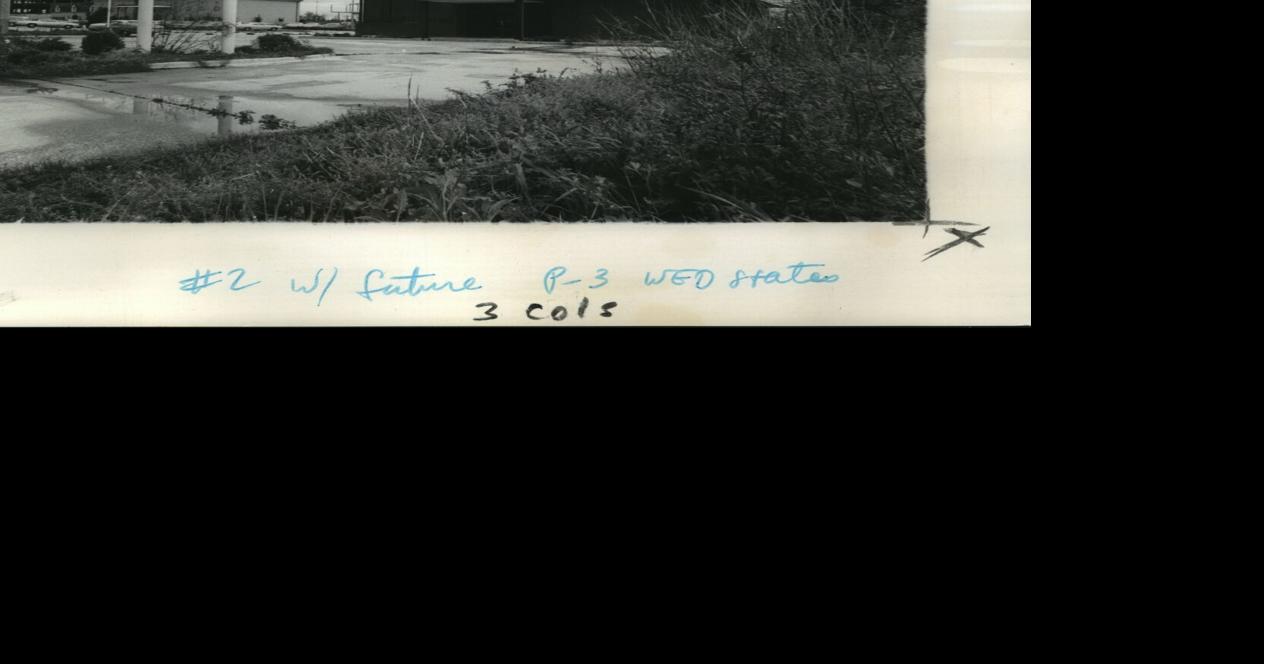 #2 w/ future P-3 WED states
3 cols